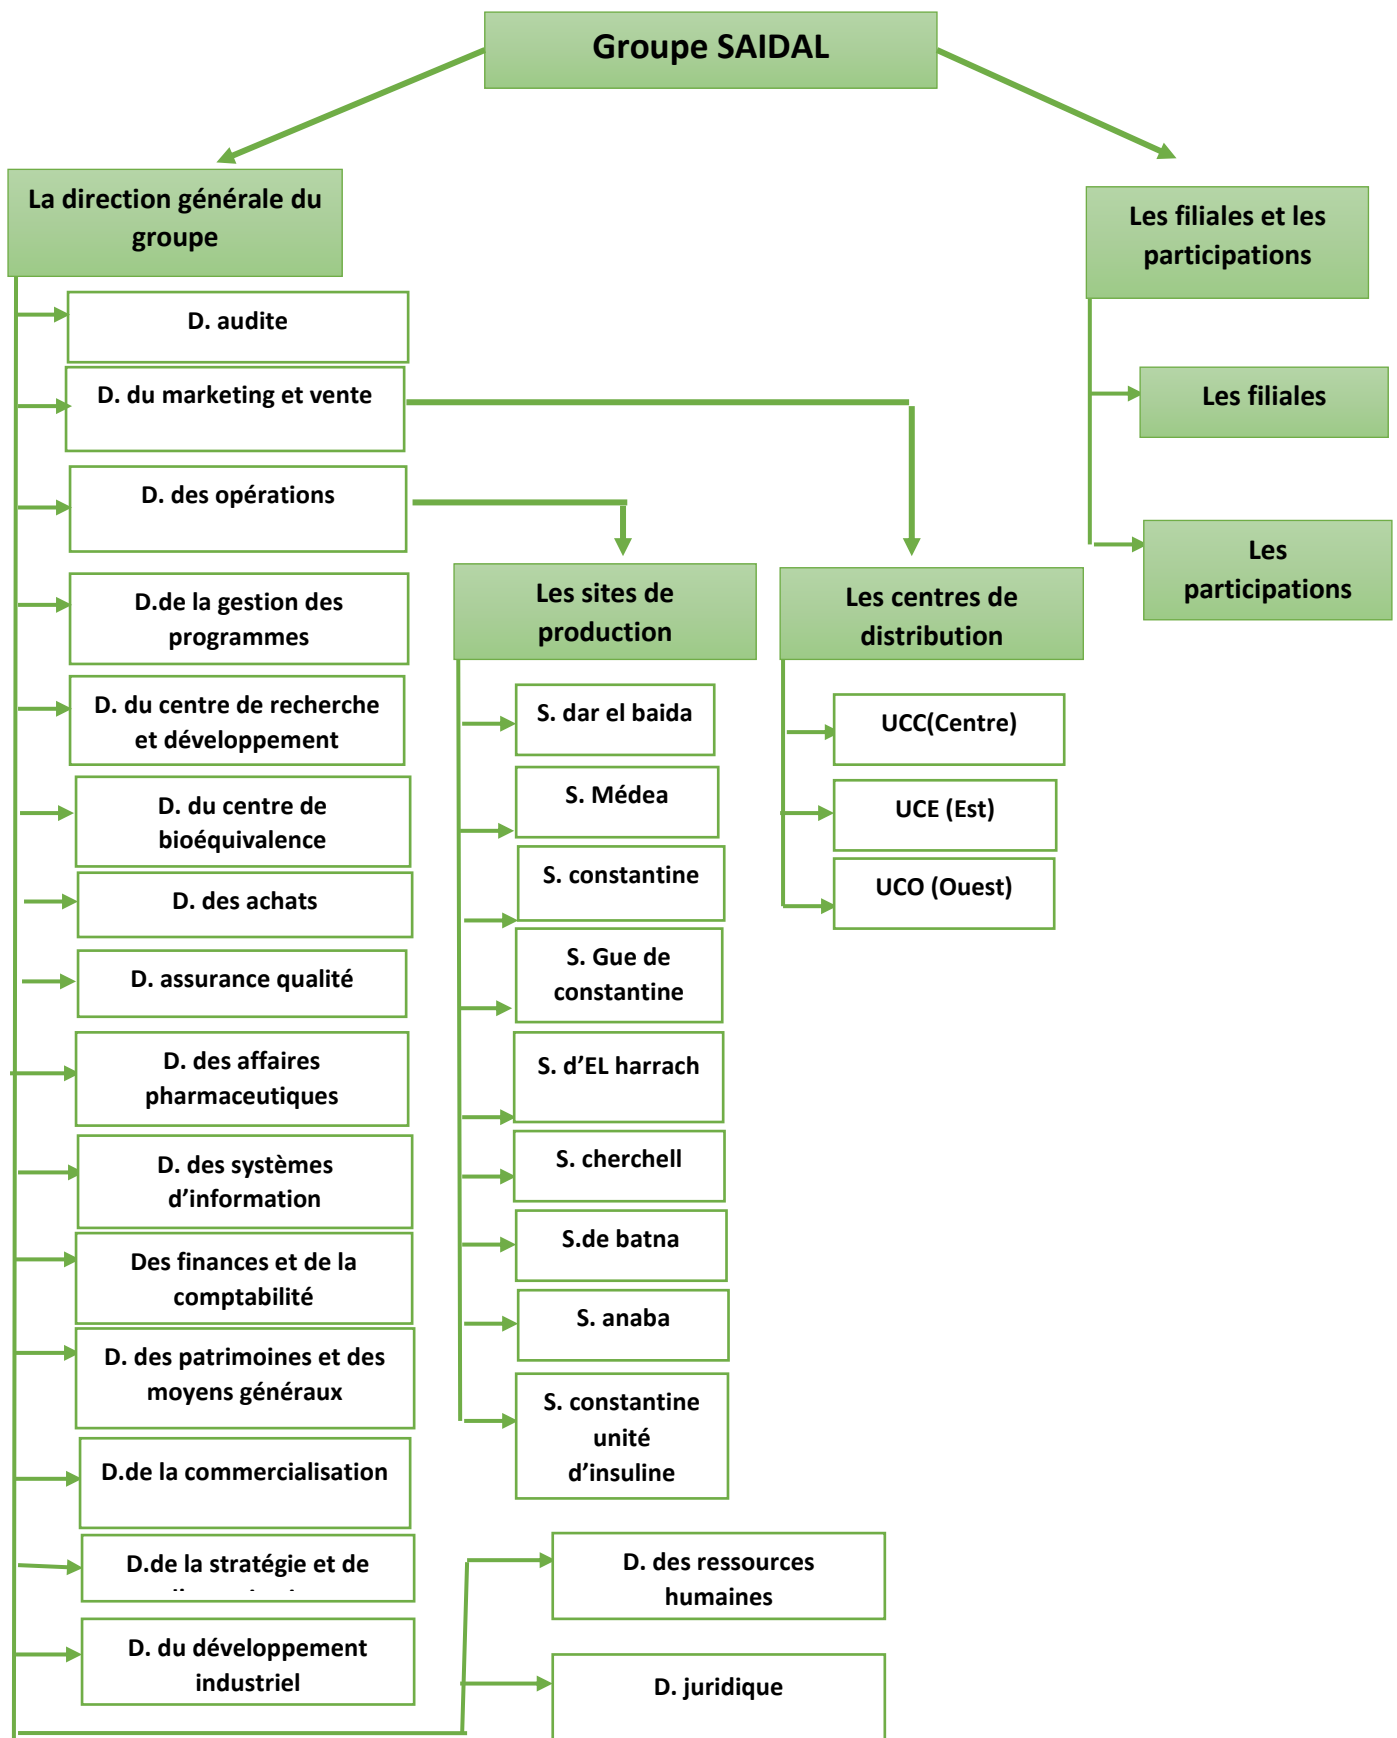 Groupe SAIDAL
La direction générale du
groupe
Les filiales et les
participations
D. audite
D. du marketing et vente
D. des opérations
D.de la gestion des
programmes
D. du centre de recherche
et développement
D. du centre de
bioéquivalence
D. des achats
D. assurance qualité
D. des affaires
pharmaceutiques
D. des systèmes
d’information
Des finances et de la
comptabilité
D. des patrimoines et des
moyens généraux
D.de la commercialisation
D.de la stratégie et de
D. du développement
industriel
Les sites de
production
S. dar el baida
S. Médea
S. constantine
S. Gue de
constantine
S. d’EL harrach
S. cherchell
S.de batna
S. anaba
S. constantine
unité
d’insuline
D. des ressources
humaines
D. juridique
Les centres de
distribution
UCC(Centre)
UCE (Est)
UCO (Ouest)
Les filiales
Les
participations